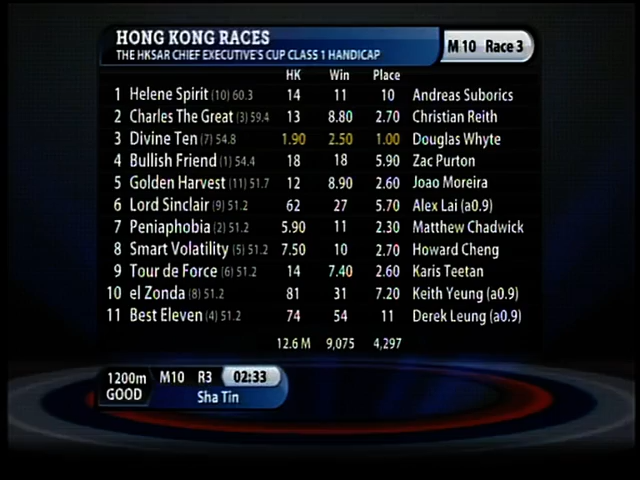 HONG KONG RACES
THE HKSAR CHIEF EXECUTIVE'S CUP CLASS 1 HANDICAP
M 10 Race 3
HK Win Place
1 Helene Spirit (10) 60.3 14 11 10 Andreas Suborics
2 Charles The Great (3) 59.4 13 8.80 2.70 Christian Reith
3 Divine Ten (7) 54.8 1.90 2.50 1.00 Douglas Whyte
4 Bullish Friend (1) 54.4 18 18 5.90 Zac Purton
5 Golden Harvest (11) 51.7 12 8.90 2.60 Joao Moreira
6 Lord Sinclair (9) 51.2 62 27 5.70 Alex Lai (a0.9)
7 Peniaphobia (2) 51.2 5.90 11 2.30 Matthew Chadwick
8 Smart Volatility (5) 51.2 7.50 10 2.70 Howard Cheng
9 Tour de Force (6) 51.2 14 7.40 2.60 Karis Teetan
10 el Zonda (8) 51.2 81 31 7.20 Keith Yeung (a0.9)
11 Best Eleven (4) 51.2 74 54 11 Derek Leung (a0.9)
12.6 M 9,075 4,297
1200m M10 R3 02:33
GOOD Sha Tin